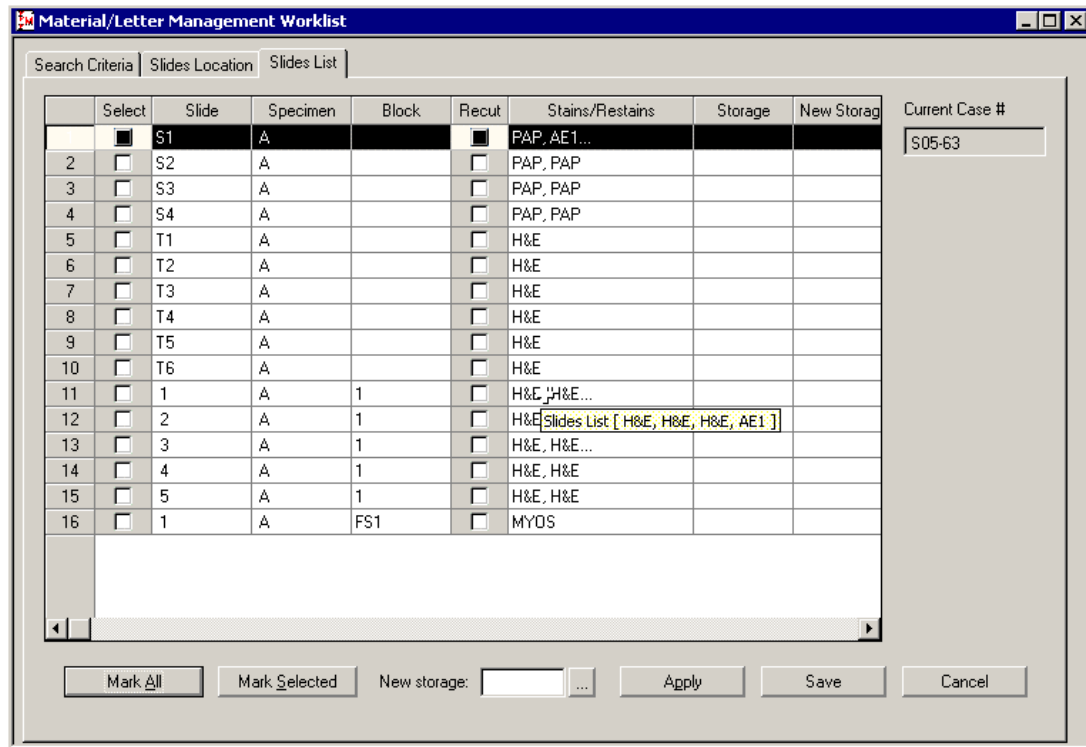 Material/Letter Management Worklist
Search Criteria Slides Location Slides List
Select Slide Specimen Block Recut Stains/Restains Storage New Storag
Current Case #
S05-63
S1 A PAP, AE1...
2 S2 A PAP, PAP
3 S3 A PAP, PAP
4 S4 A PAP, PAP
5 T1 A H&E
6 T2 A H&E
7 T3 A H&E
8 T4 A H&E
9 T5 A H&E
10 T6 A H&E
11 1 A 1 H&E, H&E...
12 2 A 1 H&E
Slides List [ H&E, H&E, H&E, AE1 ]
13 3 A 1 H&E, H&E...
14 4 A 1 H&E, H&E
15 5 A 1 H&E, H&E
16 1 A FS1 MYOS
Mark All Mark Selected New storage: ... Apply Save Cancel